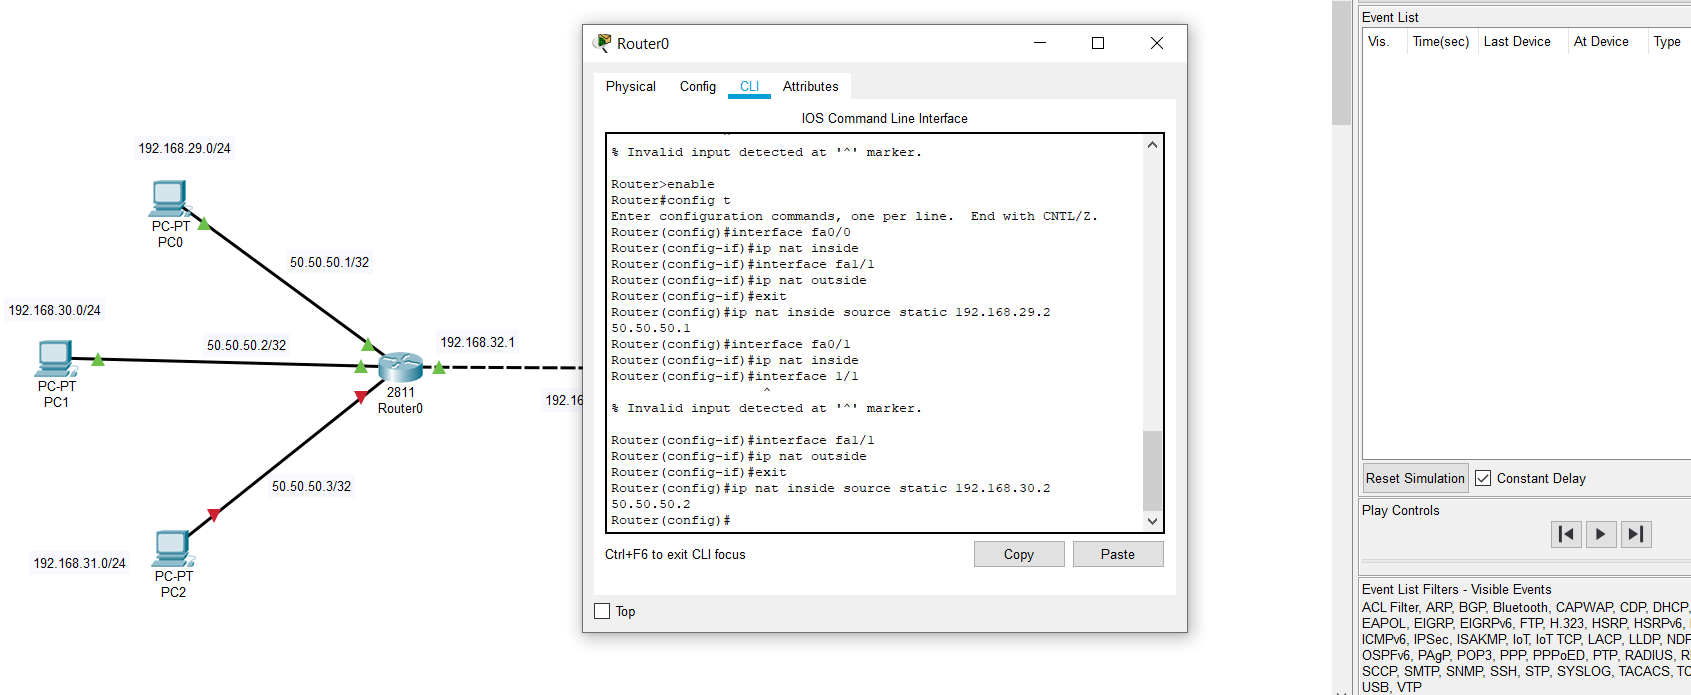 192.168.29.0/24
PC-PT
PC0
50.50.50.1/32
192.168.30.0/24
50.50.50.2/32
192.168.32.1
PC-PT
PC1
2811
Router0
192.16
50.50.50.3/32
192.168.31.0/24
PC-PT
PC2
Router0
Physical Config CLI Attributes
IOS Command Line Interface
^
% Invalid input detected at '^' marker.
Router>enable
Router#config t
Enter configuration commands, one per line.  End with CNTL/Z.
Router(config)#interface fa0/0
Router(config-if)#ip nat inside
Router(config-if)#interface fa1/1
Router(config-if)#ip nat outside
Router(config-if)#exit
Router(config)#ip nat inside source static 192.168.29.2
50.50.50.1
Router(config)#interface fa0/1
Router(config-if)#ip nat inside
Router(config-if)#interface 1/1
^
% Invalid input detected at '^' marker.
Router(config-if)#interface fa1/1
Router(config-if)#ip nat outside
Router(config-if)#exit
Router(config)#ip nat inside source static 192.168.30.2
50.50.50.2
Router(config)#
Ctrl+F6 to exit CLI focus
Copy Paste
Top
Event List
Vis. Time(sec) Last Device At Device Type
Reset Simulation Constant Delay
Play Controls
Event List Filters - Visible Events
ACL Filter, ARP, BGP, Bluetooth, CAPWAP, CDP, DHCP,
EAPOL, EIGRP, EIGRPv6, FTP, H.323, HSRP, HSRPv6,
ICMPv6, IPSec, ISAKMP, IoT, IoT TCP, LACP, LLDP, NDP
OSPFv6, PAgP, POP3, PPP, PPPoED, PTP, RADIUS,
SCCP, SMTP, SNMP, SSH, STP, SYSLOG, TACACS,
USB, VTP